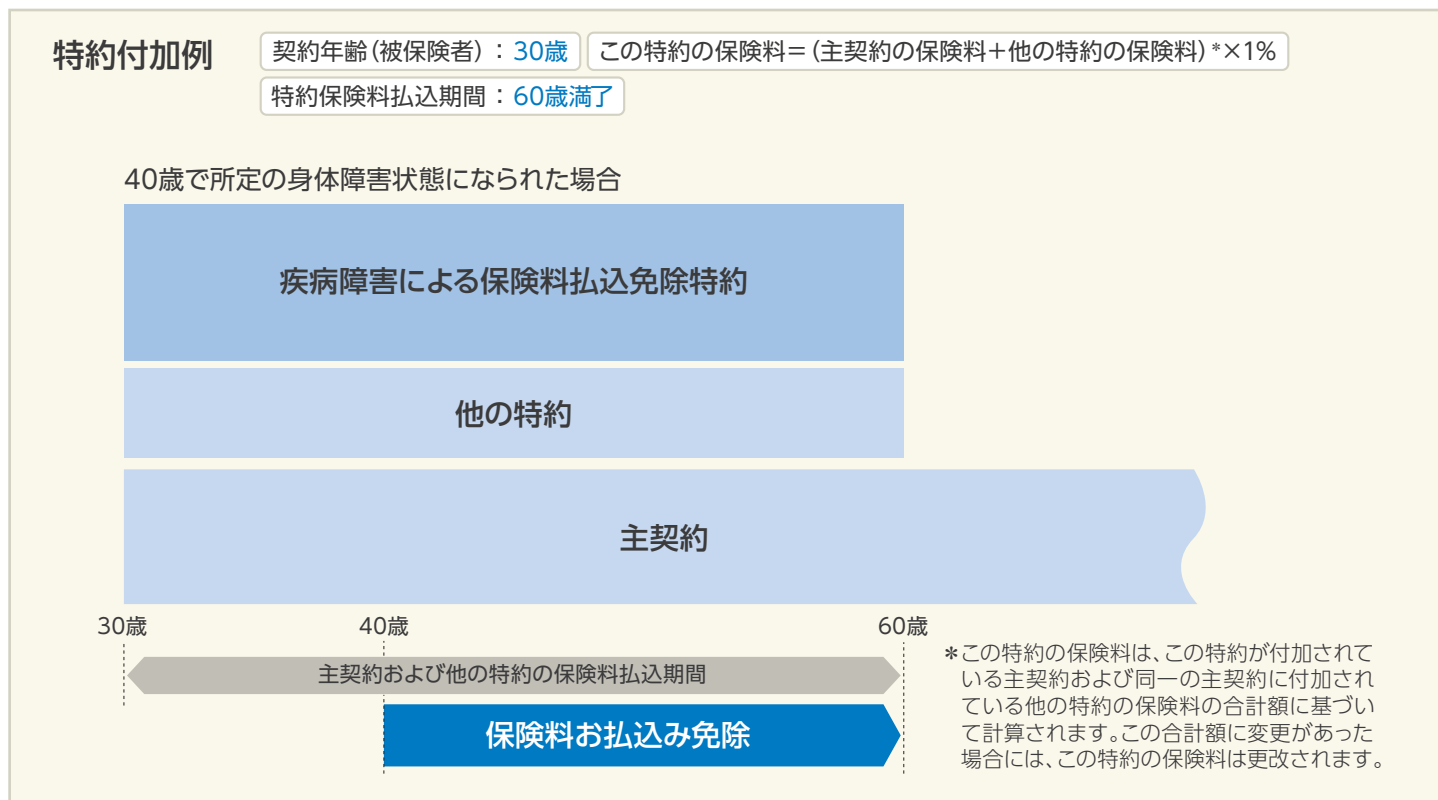 特約付加例
契約年齢(被保険者):30歳
この特約の保険料=(主契約の保険料+他の特約の保険料)*×1%
特約保険料払込期間:60歳満了
40歳で所定の身体障害状態になられた場合
疾病障害による保険料払込免除特約
他の特約
主契約
30歳
40歳
60歳
主契約および他の特約の保険料払込期間
保険料お払込み免除
*この特約の保険料は、この特約が付加されて
いる主契約および同一の主契約に付加され
ている他の特約の保険料の合計額に基づい
て計算されます。この合計額に変更があった
場合には、この特約の保険料は更改されます。